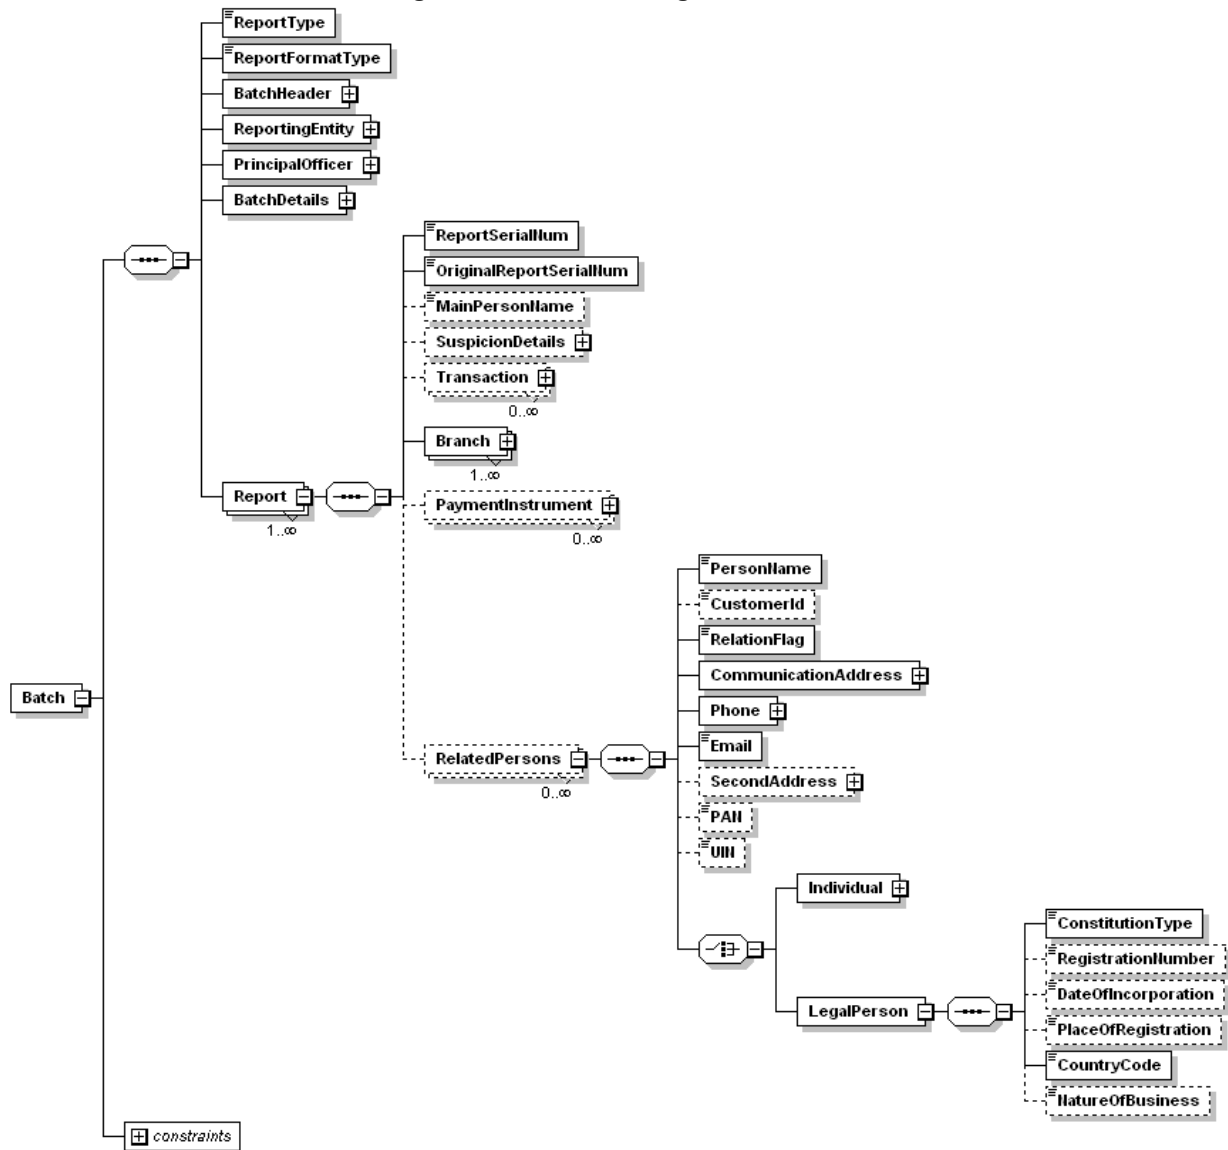 ReportType
ReportFormatType
BatchHeader
ReportingEntity
PrincipalOfficer
BatchDetails
ReportSerialNum
OriginalReportSerialNum
MainPersonName
SuspicionDetails
Transaction
0..∞
Branch
1..∞
Report
1..∞
PaymentInstrument
0..∞
PersonName
CustomerId
RelationFlag
CommunicationAddress
Batch
Phone
Email
RelatedPersons
0..∞
SecondAddress
PAN
UIN
Individual
ConstitutionType
RegistrationNumber
DateOfIncorporation
LegalPerson
PlaceOfRegistration
CountryCode
NatureOfBusiness
constraints